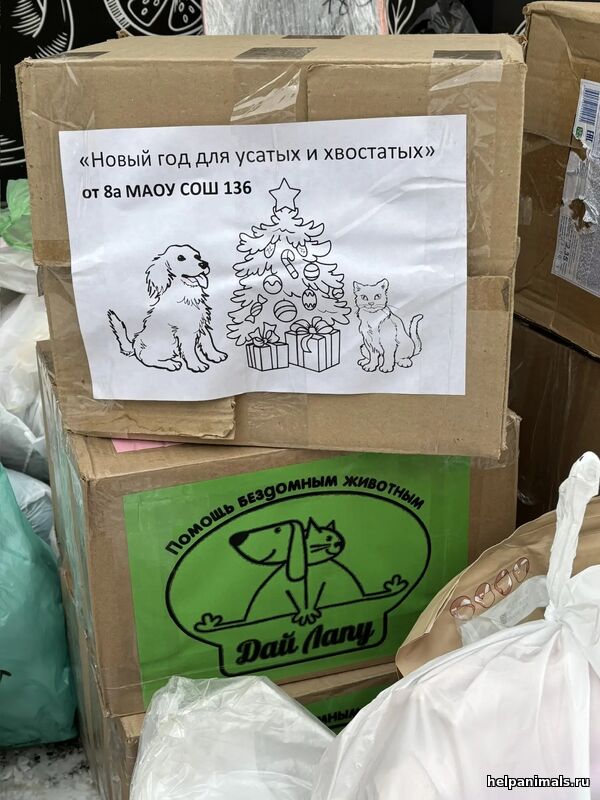 «Новый год для усатых и хвостатых»
от 8а МАОУ СОШ 136
Помощь бездомным животным
Дай Лапу
helpanimals.ru